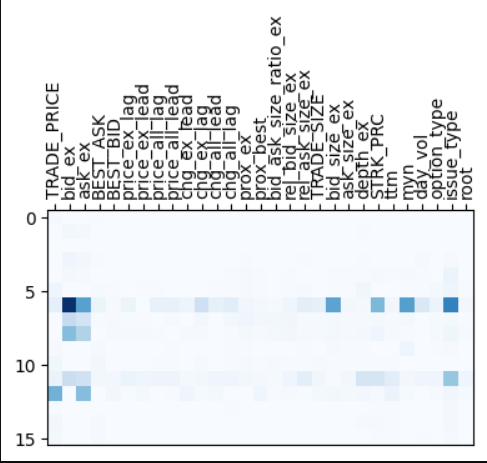 TRADE_PRICE
bid_ex
ask_ex
BEST_ASK
BEST_BID
price_ex_lag
price_ex_lead
price_all_lag
price_all_lead
chg_ex_lead
chg_ex_lag
chg_all_lead
chg_all_lag
prox_ex
prox_best
bid_ask_size_ratio_ex
rel_bid_size_ex
rel_ask_size_ex
TRADE_SIZE
bid_size_ex
ask_size_ex
depth_ex
STRK_PRC
ttm
myn
day_vol
option_type
issue_type
root
0
5
10
15